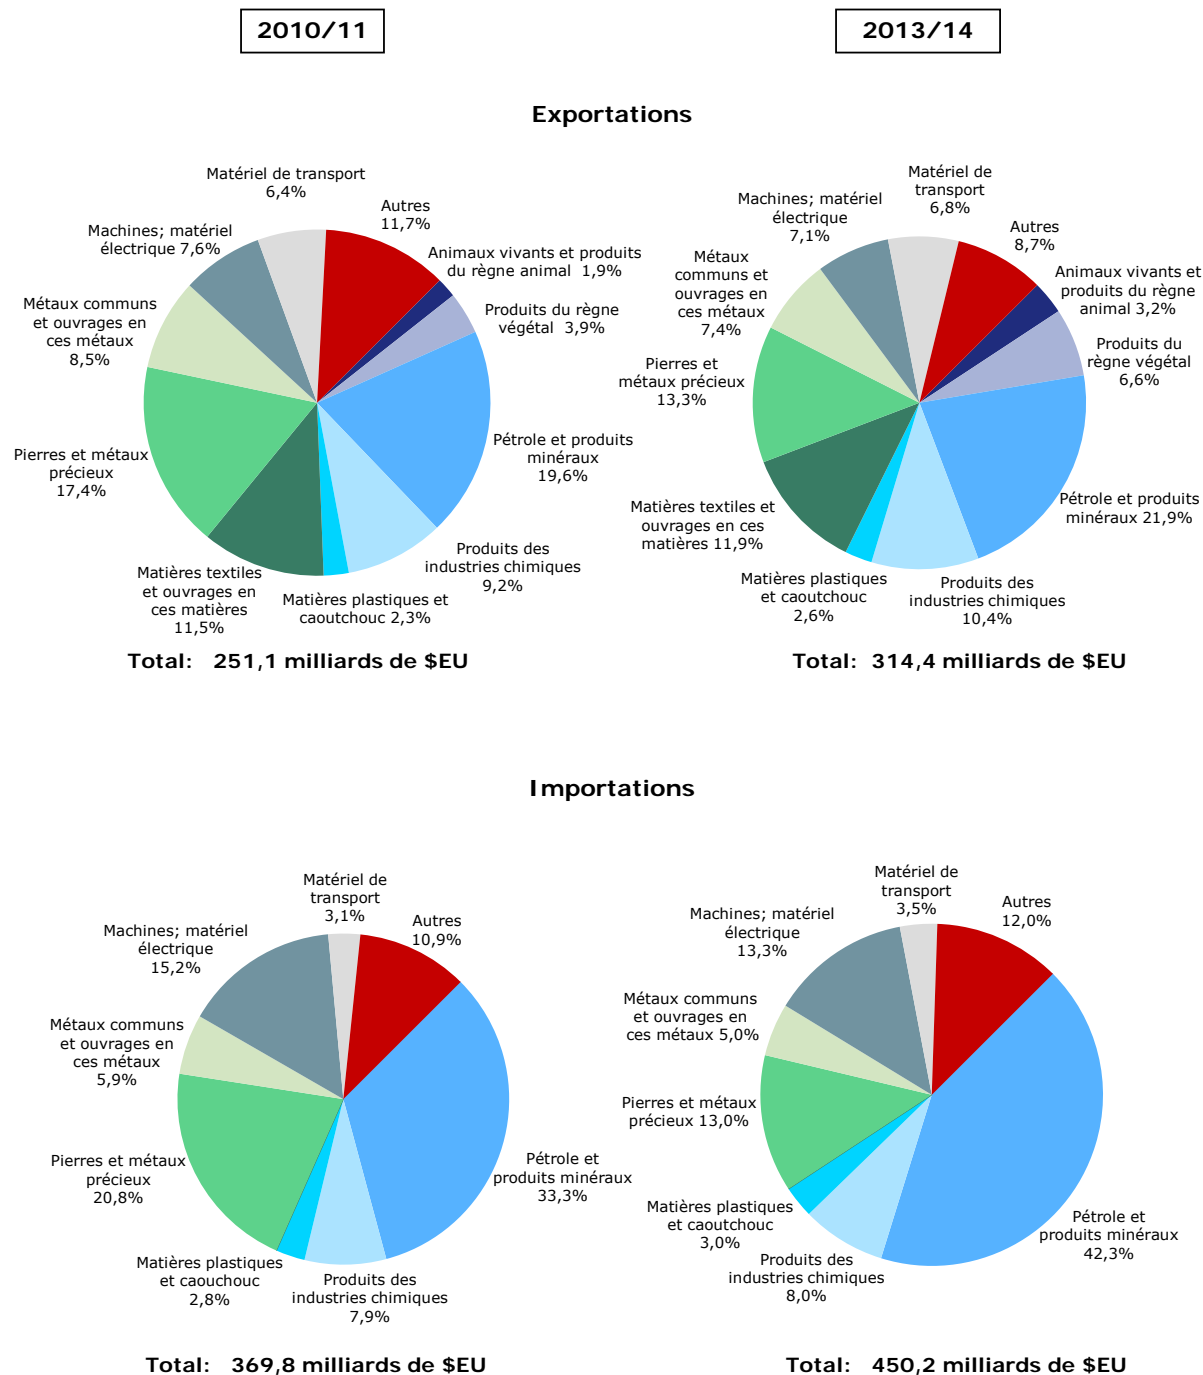 2010/11
2013/14
Exportations
Matériel de transport
6,4%
Autres
11,7%
Animaux vivants et produits
du règne animal 1,9%
Produits du règne
végétal 3,9%
Pétrole et produits
minéraux
19,6%
Produits des
industries chimiques
9,2%
Matières plastiques et
caoutchouc 2,3%
Matières textiles
et ouvrages en
ces matières
11,5%
Pierres et métaux
précieux
17,4%
Métaux communs
et ouvrages en
ces métaux
8,5%
Machines; matériel
électrique 7,6%
Total: 251,1 milliards de $EU
Matériel de
transport
6,8%
Autres
8,7%
Animaux vivants et
produits du règne
animal 3,2%
Produits du
règne végétal
6,6%
Pétrole et produits
minéraux 21,9%
Produits des
industries chimiques
10,4%
Matières plastiques
et caoutchouc
2,6%
Matières textiles et
ouvrages en ces
matières 11,9%
Pierres et
métaux précieux
13,3%
Métaux
communs et
ouvrages en
ces métaux
7,4%
Machines; matériel
électrique
7,1%
Total: 314,4 milliards de $EU
Importations
Matériel de
transport
3,1%
Autres
10,9%
Pétrole et
produits minéraux
33,3%
Produits des
industries chimiques
7,9%
Matières plastiques
et caouchouc
2,8%
Pierres et métaux
précieux
20,8%
Métaux communs
et ouvrages en
ces métaux
5,9%
Machines; matériel
électrique
15,2%
Total: 369,8 milliards de $EU
Matériel de
transport
3,5%
Autres
12,0%
Pétrole et
produits minéraux
42,3%
Produits des
industries chimiques
8,0%
Matières plastiques
et caoutchouc
3,0%
Pierres et métaux
précieux 13,0%
Métaux communs
et ouvrages en
ces métaux 5,0%
Machines; matériel
électrique
13,3%
Total: 450,2 milliards de $EU